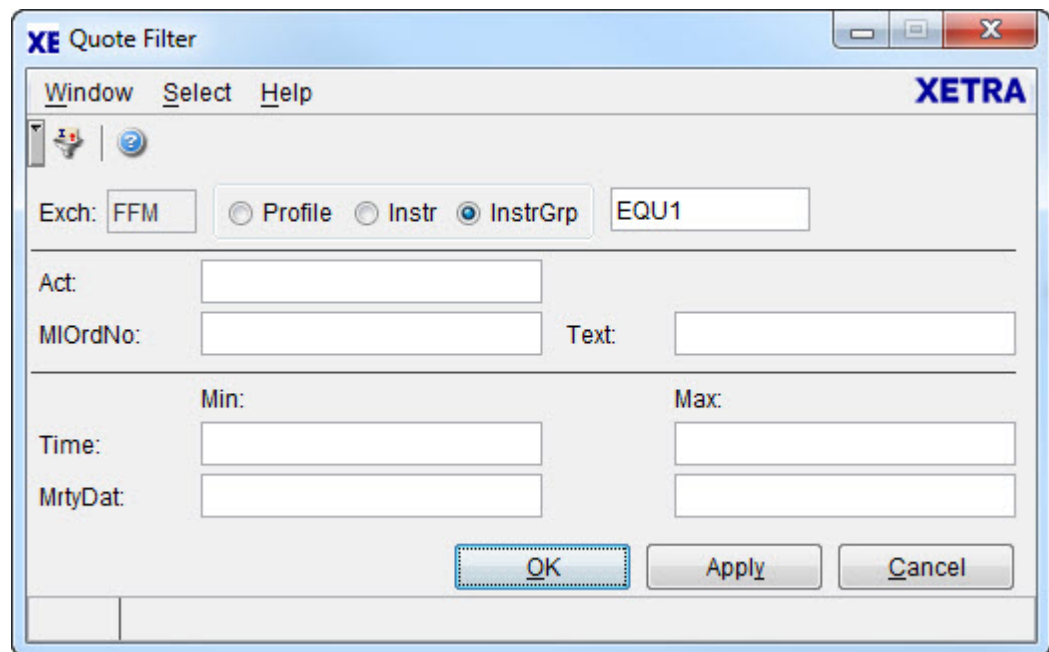 XE Quote Filter
Window Select Help XETRA
Exch: FFM Profile Instr InstrGrp EQU1
Act:
MIOrdNo: Text:
Min: Max:
Time:
MrtyDat:
OK Apply Cancel